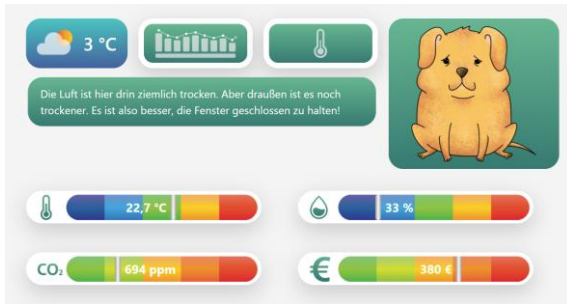 3 °C
Die Luft ist hier drin ziemlich trocken. Aber draußen ist es noch
trockener. Es ist also besser, die Fenster geschlossen zu halten!
22,7 °C
33 %
CO₂
694 ppm
€
380 €